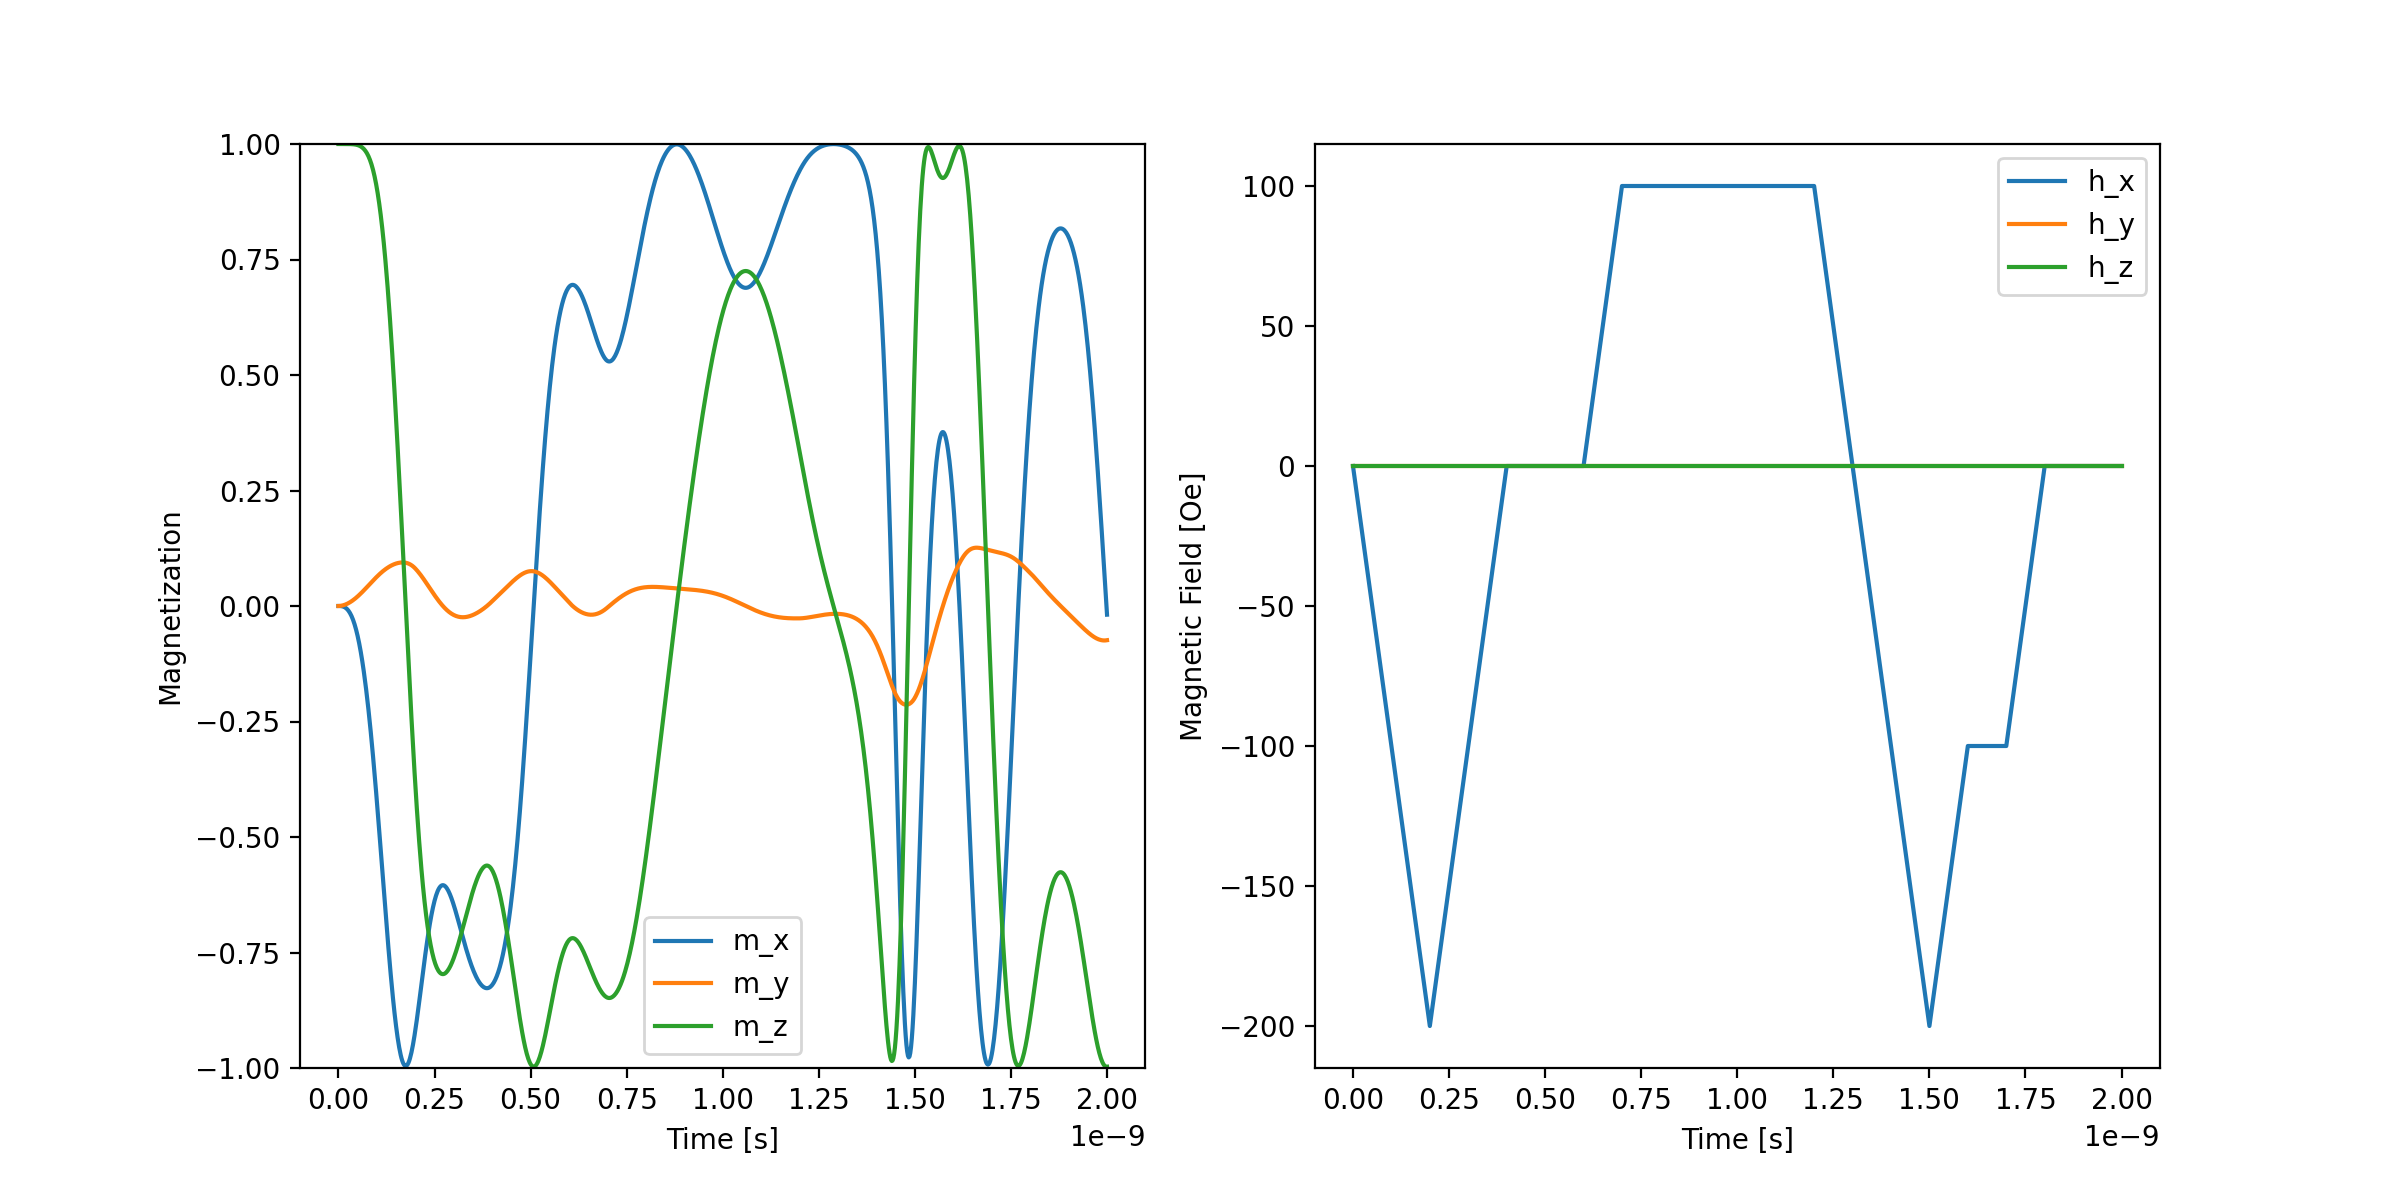 1.00
0.75
0.50
0.25
0.00
−0.25
−0.50
−0.75
−1.00
Magnetization
m_x
m_y
m_z
0.00 0.25 0.50 0.75 1.00 1.25 1.50 1.75 2.00
Time [s]
1e−9
100
50
0
−50
−100
−150
−200
Magnetic Field [Oe]
h_x
h_y
h_z
0.00 0.25 0.50 0.75 1.00 1.25 1.50 1.75 2.00
Time [s]
1e−9